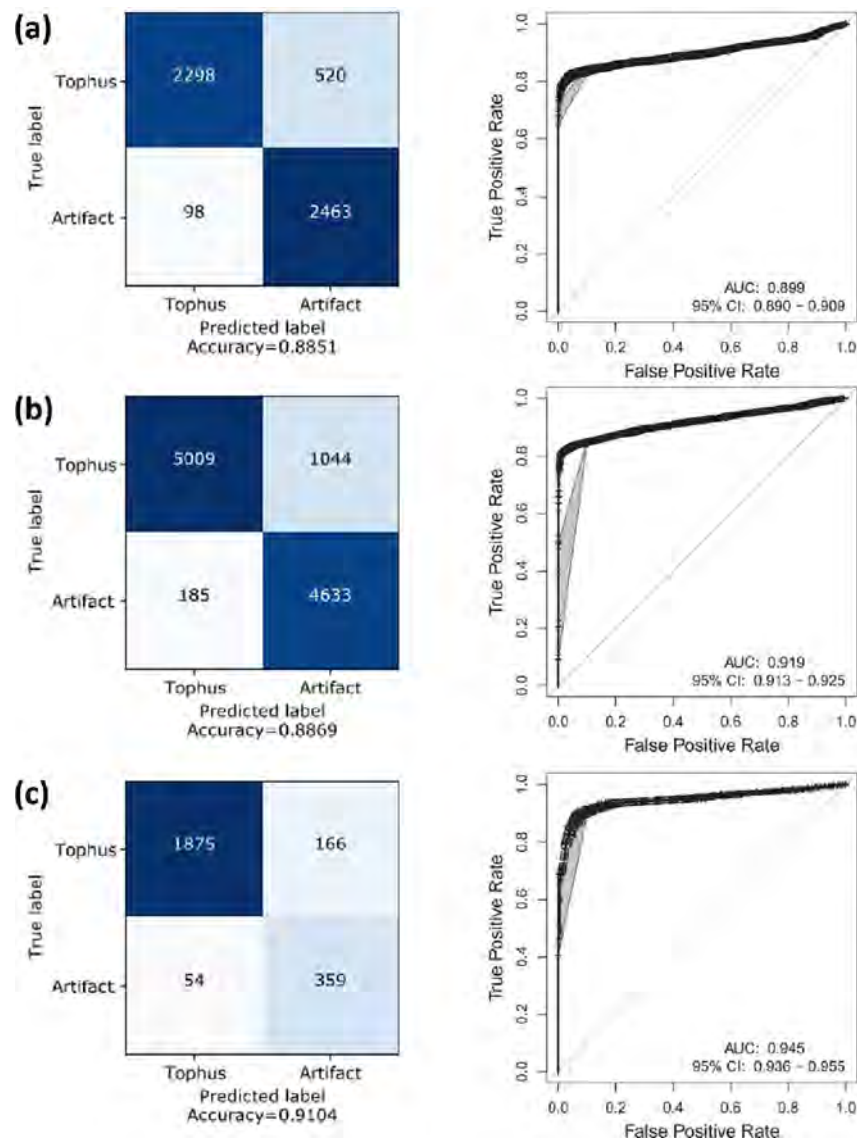 (a)
True label
Tophus
2298
520
Artifact
98
2463
Tophus
Artifact
Predicted label
Accuracy=0.8851
True Positive Rate
1.0
0.8
0.6
0.4
0.2
0.0
AUC: 0.899
95% CI: 0.890 – 0.909
0.0 0.2 0.4 0.6 0.8 1.0
False Positive Rate
(b)
True label
Tophus
5009
1044
Artifact
185
4633
Tophus
Artifact
Predicted label
Accuracy=0.8869
True Positive Rate
1.0
0.8
0.6
0.4
0.2
0.0
AUC: 0.919
95% CI: 0.913 – 0.925
0.0 0.2 0.4 0.6 0.8 1.0
False Positive Rate
(c)
True label
Tophus
1875
166
Artifact
54
359
Tophus
Artifact
Predicted label
Accuracy=0.9104
True Positive Rate
1.0
0.8
0.6
0.4
0.2
0.0
AUC: 0.945
95% CI: 0.936 – 0.955
0.0 0.2 0.4 0.6 0.8 1.0
False Positive Rate